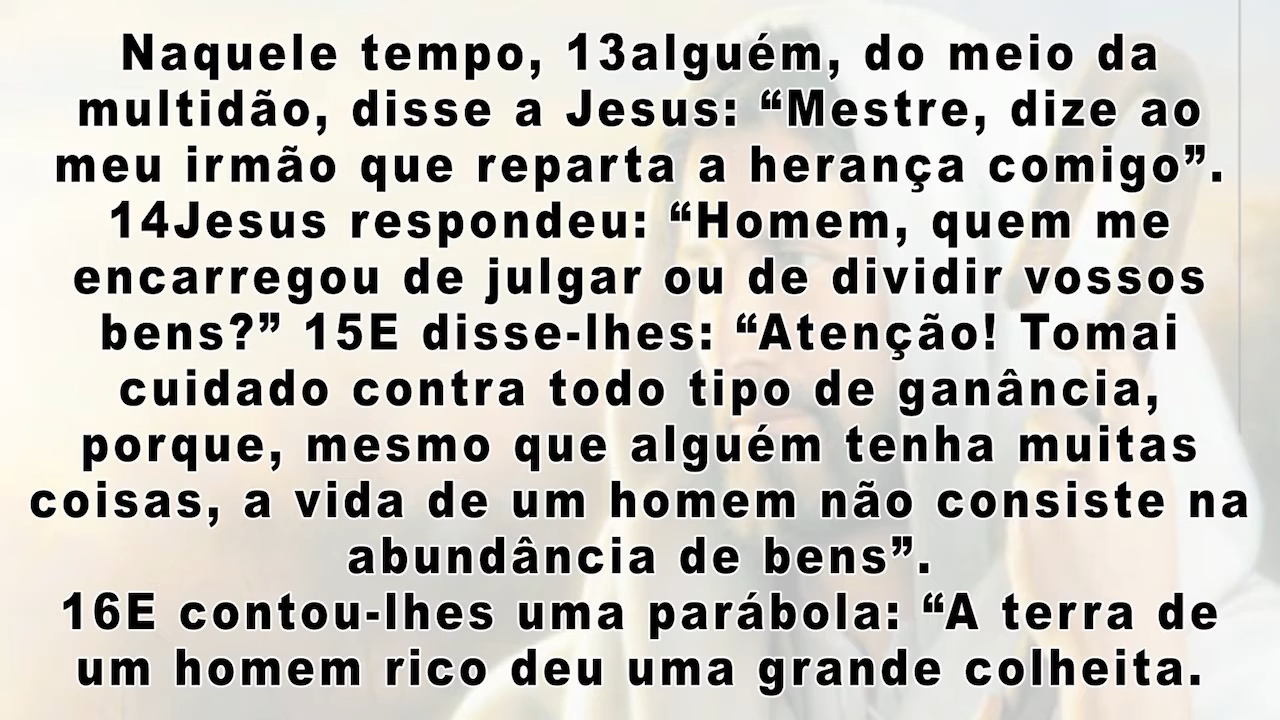 Naquele tempo, 13alguém, do meio da
multidão, disse a Jesus: “Mestre, dize ao
meu irmão que reparta a herança comigo”.
14Jesus respondeu: “Homem, quem me
encarregou de julgar ou de dividir vossos
bens?” 15E disse-lhes: “Atenção! Tomai
cuidado contra todo tipo de ganância,
porque, mesmo que alguém tenha muitas
coisas, a vida de um homem não consiste na
abundância de bens”.
16E contou-lhes uma parábola: “A terra de
um homem rico deu uma grande colheita.